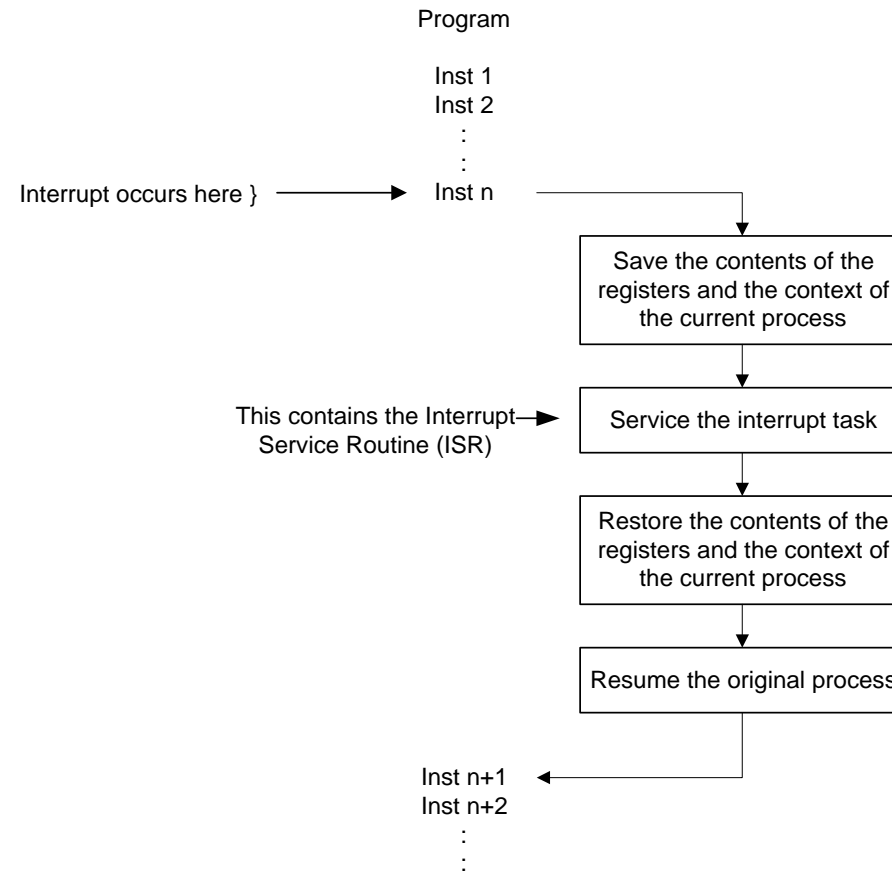 Program
Inst 1
Inst 2
:
:
Interrupt occurs here }
Inst n
Save the contents of the
registers and the context of
the current process
This contains the Interrupt
Service Routine (ISR)
Service the interrupt task
Restore the contents of the
registers and the context of
the current process
Resume the original process
Inst n+1
Inst n+2
:
: